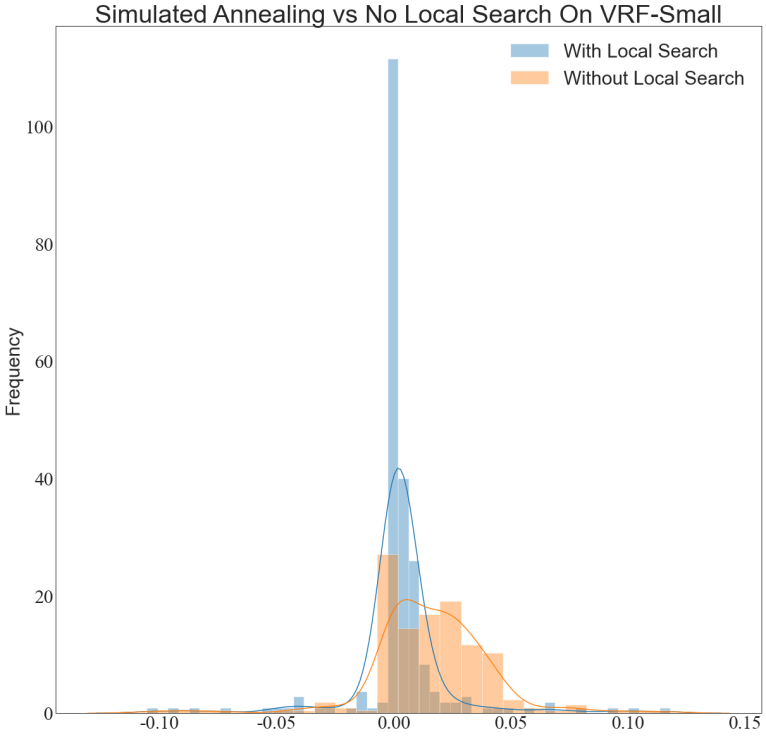 Simulated Annealing vs No Local Search On VRF-Small
With Local Search
Without Local Search
Frequency
100
80
60
40
20
0
-0.10 -0.05 0.00 0.05 0.10 0.15